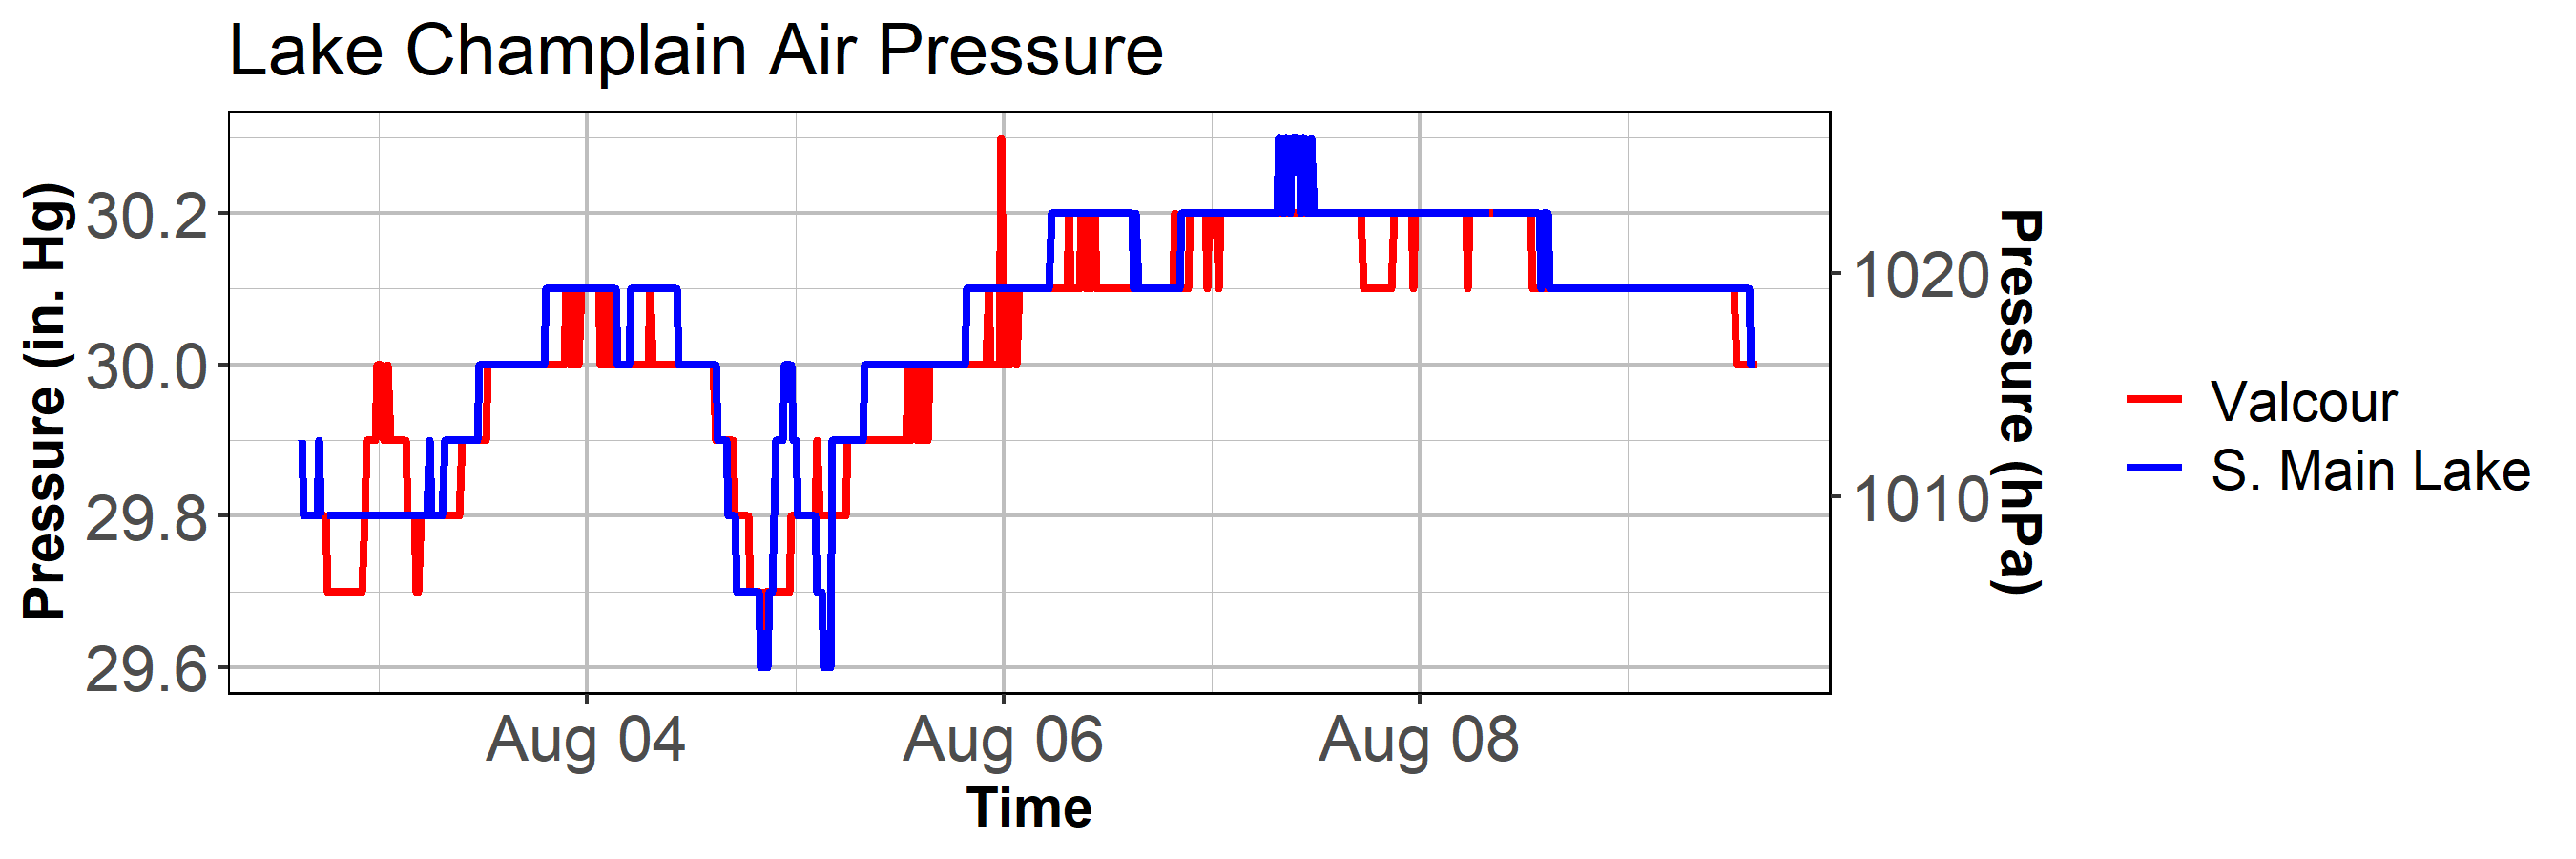 Lake Champlain Air Pressure
Pressure (in. Hg)
30.2
30.0
29.8
29.6
Aug 04
Aug 06
Aug 08
Time
1020
1010
Pressure (hPa)
Valcour
S. Main Lake